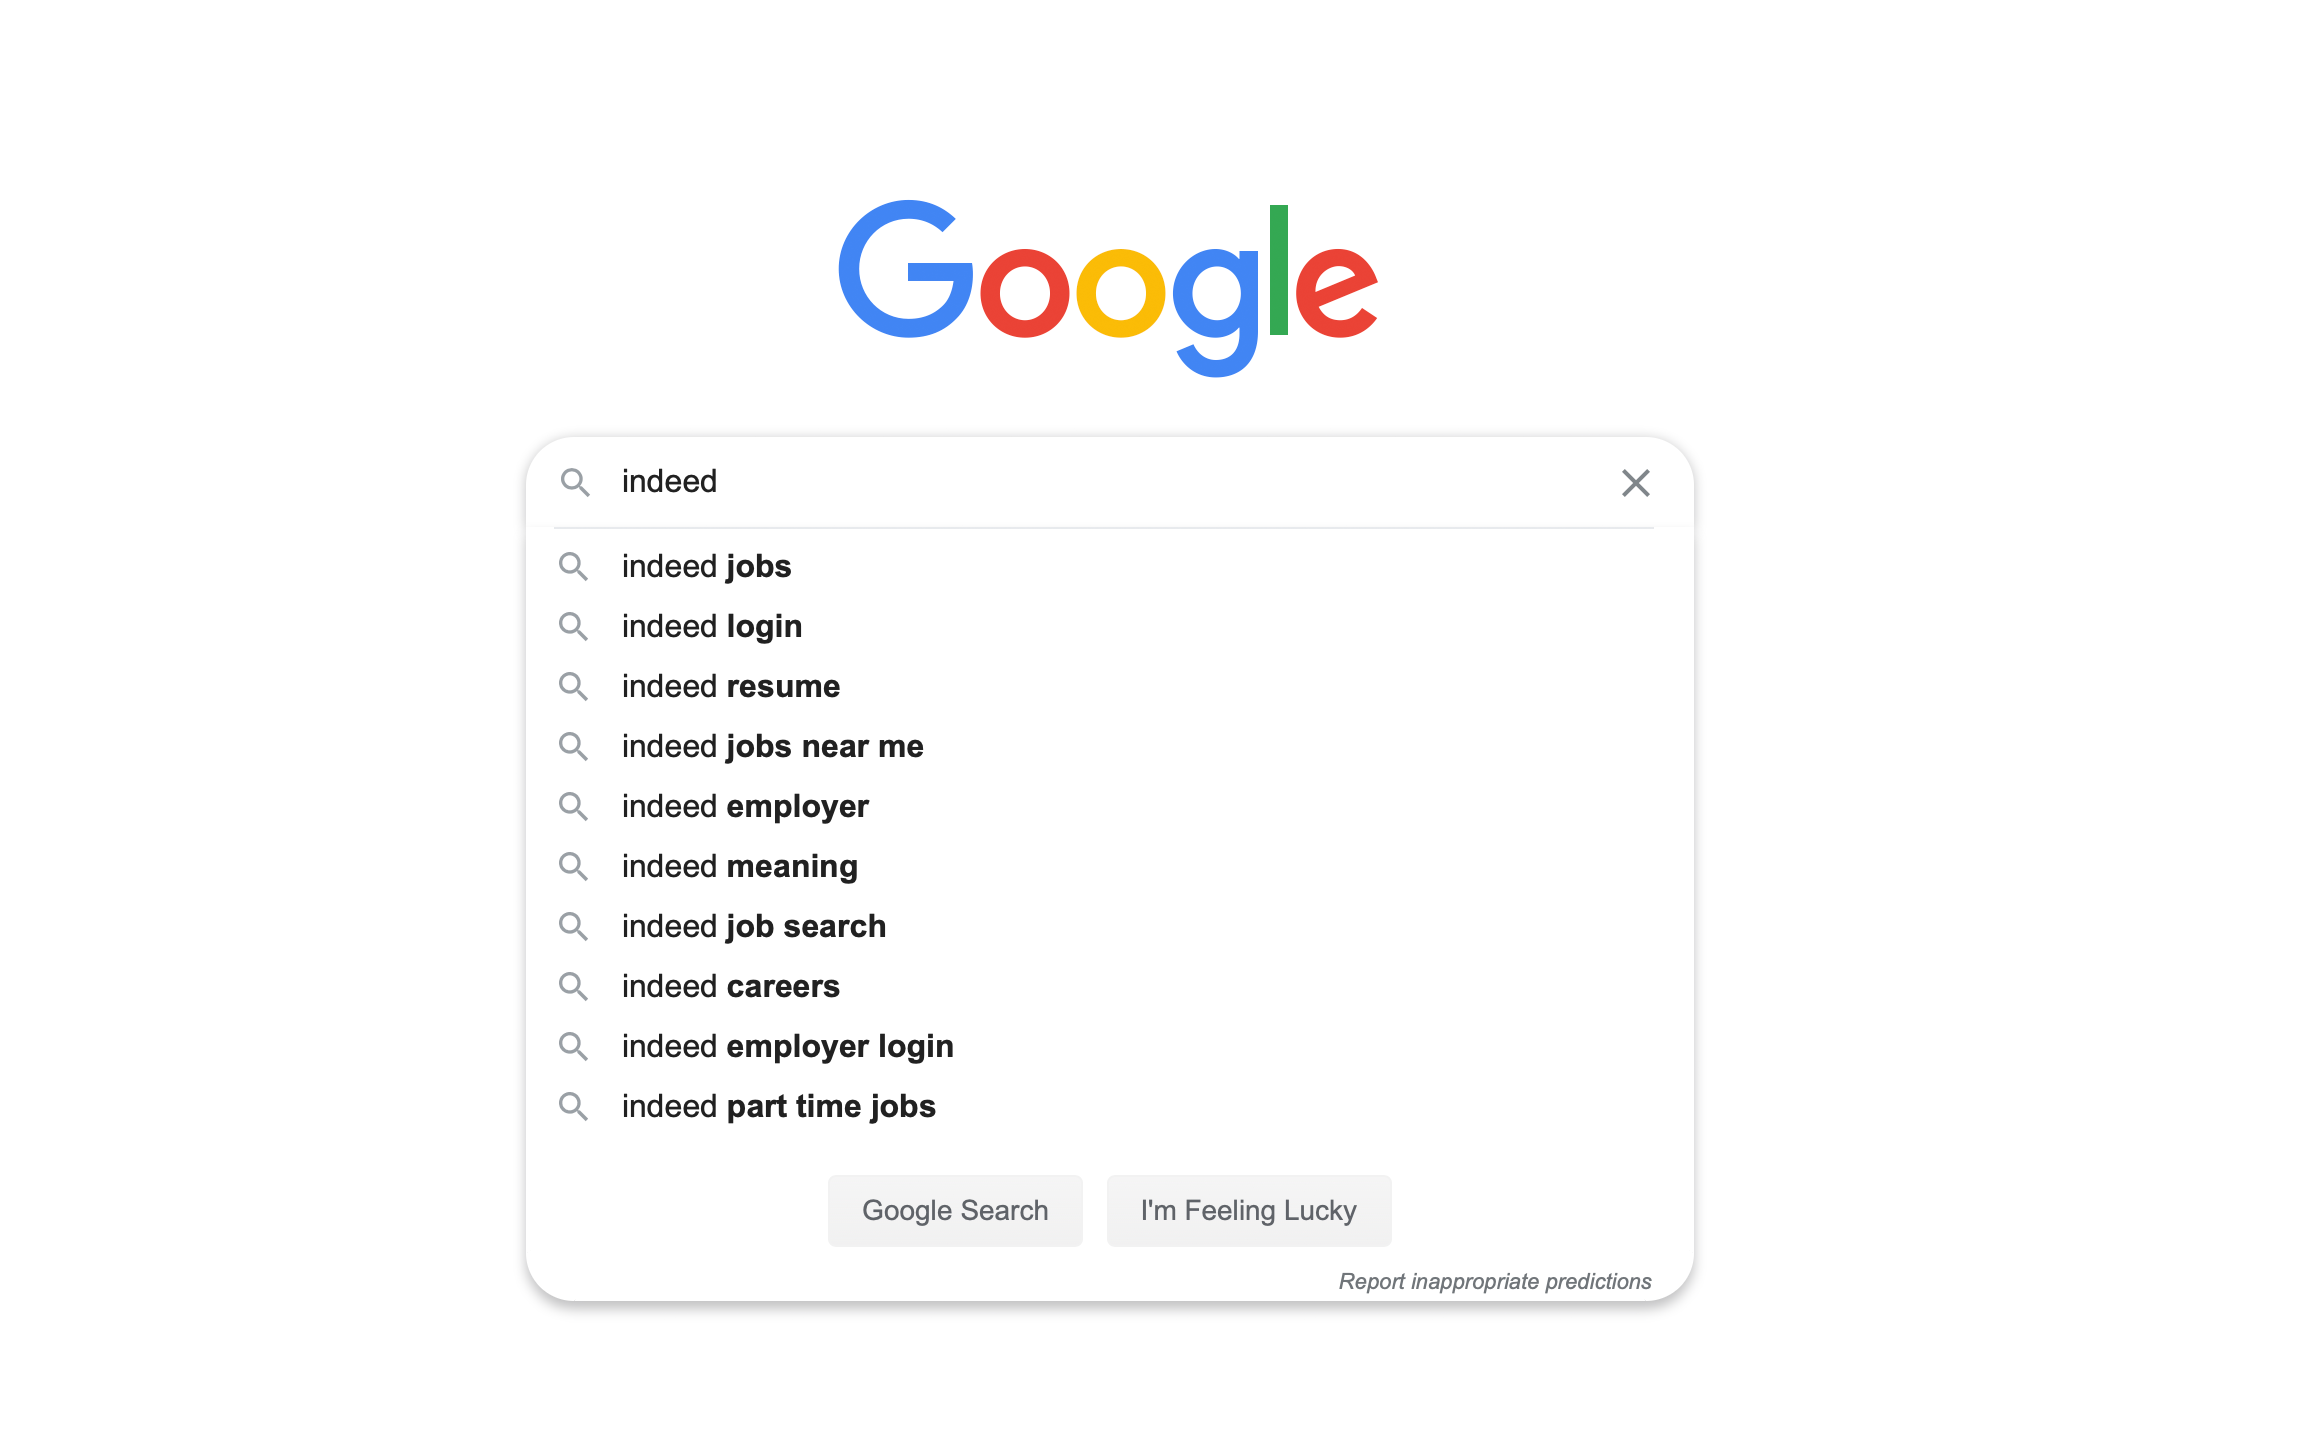 Google
indeed
indeed jobs
indeed login
indeed resume
indeed jobs near me
indeed employer
indeed meaning
indeed job search
indeed careers
indeed employer login
indeed part time jobs
Google Search
I'm Feeling Lucky
Report inappropriate predictions